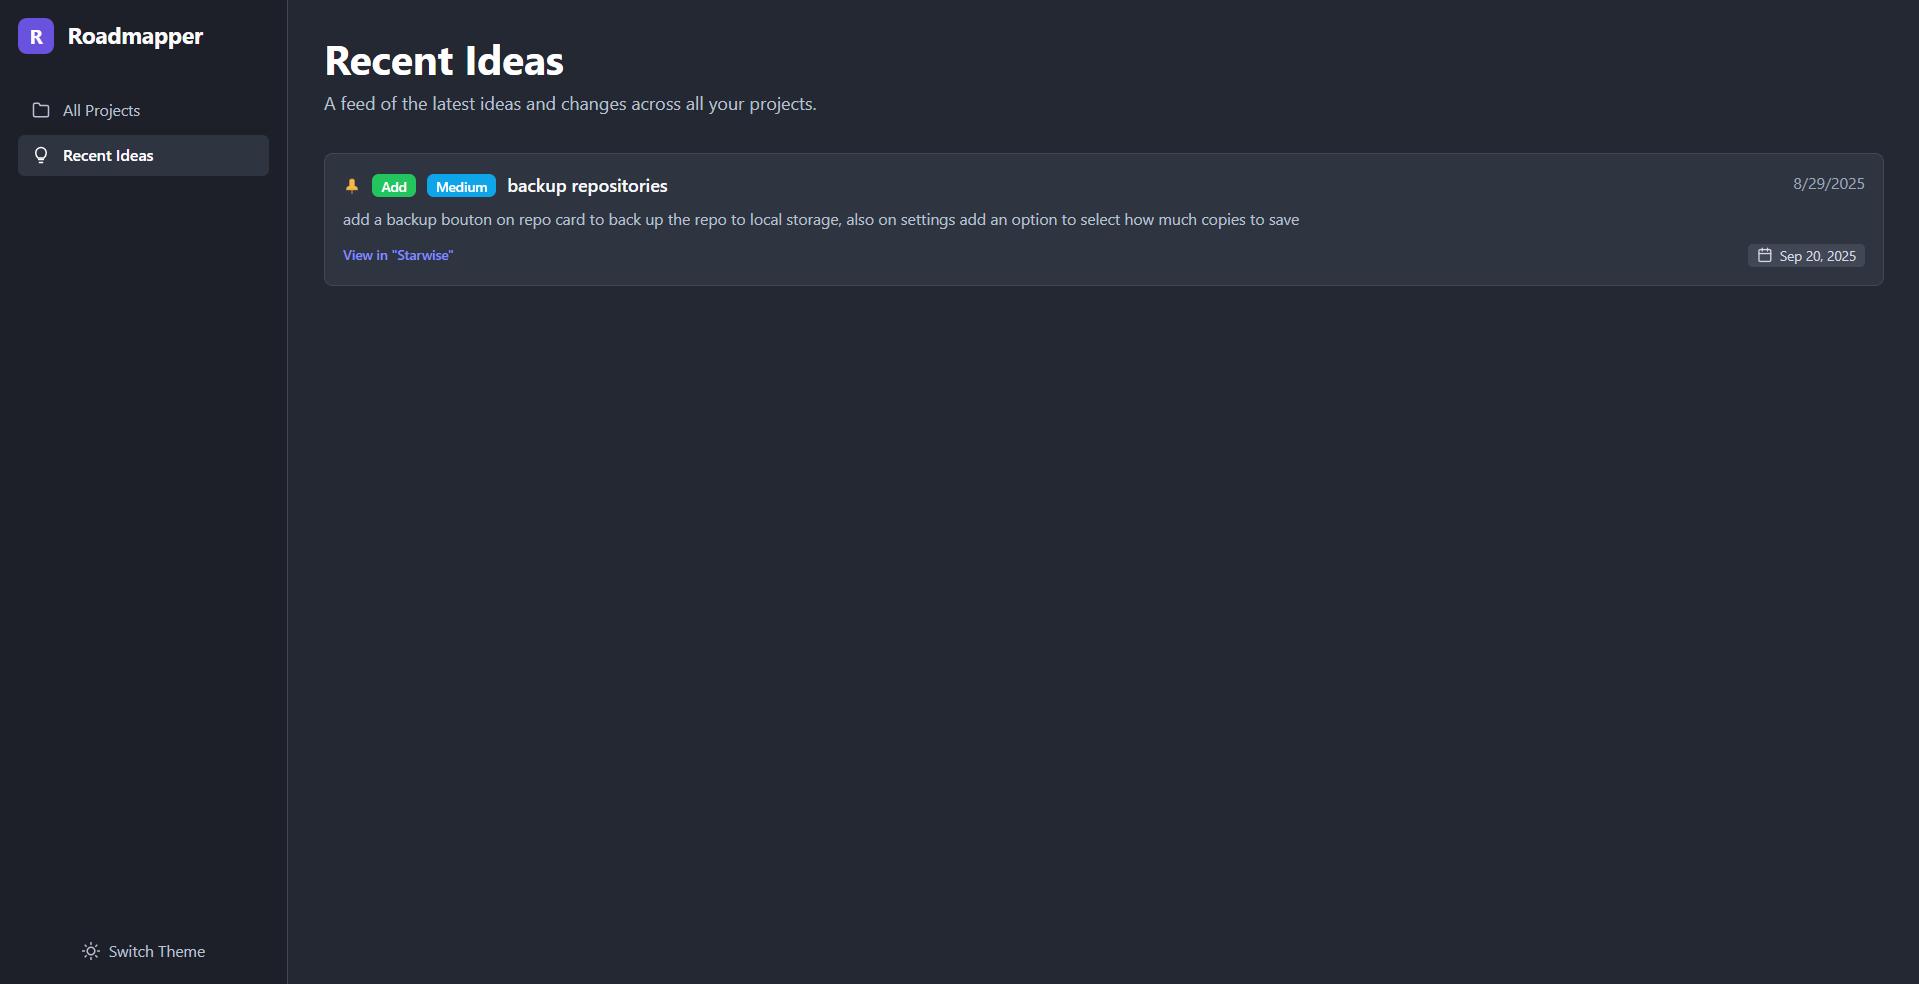 R
Roadmapper
All Projects
Recent Ideas
Switch Theme
Recent Ideas
A feed of the latest ideas and changes across all your projects.
Add Medium backup repositories 8/29/2025
add a backup bouton on repo card to back up the repo to local storage, also on settings add an option to select how much copies to save
View in "Starwise" Sep 20, 2025